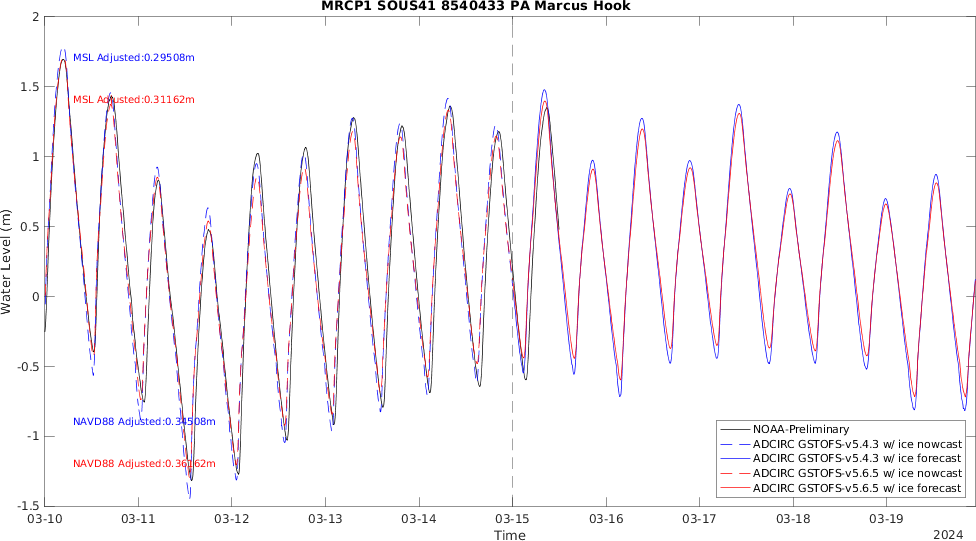 MRCP1 SOUS41 8540433 PA Marcus Hook
2
1.5
1
0.5
0
-0.5
-1
-1.5
Water Level (m)
MSL Adjusted:0.29508m
MSL Adjusted:0.31162m
NAVD88 Adjusted:0.34508m
NAVD88 Adjusted:0.36162m
NOAA-Preliminary
ADCIRC GSTOFS-v5.4.3 w/ ice nowcast
ADCIRC GSTOFS-v5.4.3 w/ ice forecast
ADCIRC GSTOFS-v5.6.5 w/ ice nowcast
ADCIRC GSTOFS-v5.6.5 w/ ice forecast
03-10 03-11 03-12 03-13 03-14 03-15 03-16 03-17 03-18 03-19
Time
2024